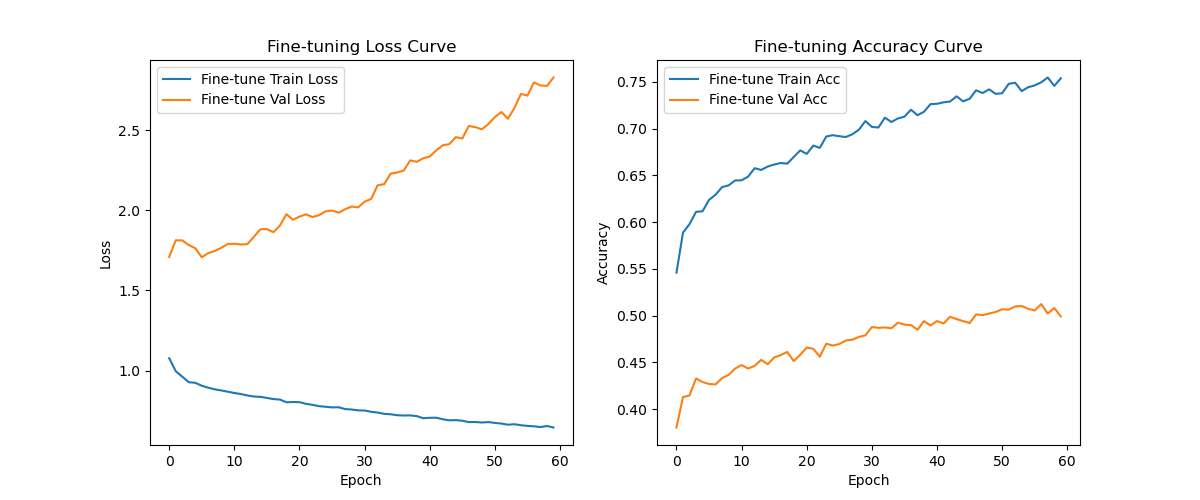 Fine-tuning Loss Curve
Fine-tune Train Loss
Fine-tune Val Loss
2.5
2.0
1.5
1.0
Loss
0 10 20 30 40 50 60
Epoch
Fine-tuning Accuracy Curve
Fine-tune Train Acc
Fine-tune Val Acc
0.75
0.70
0.65
0.60
0.55
0.50
0.45
0.40
Accuracy
0 10 20 30 40 50 60
Epoch